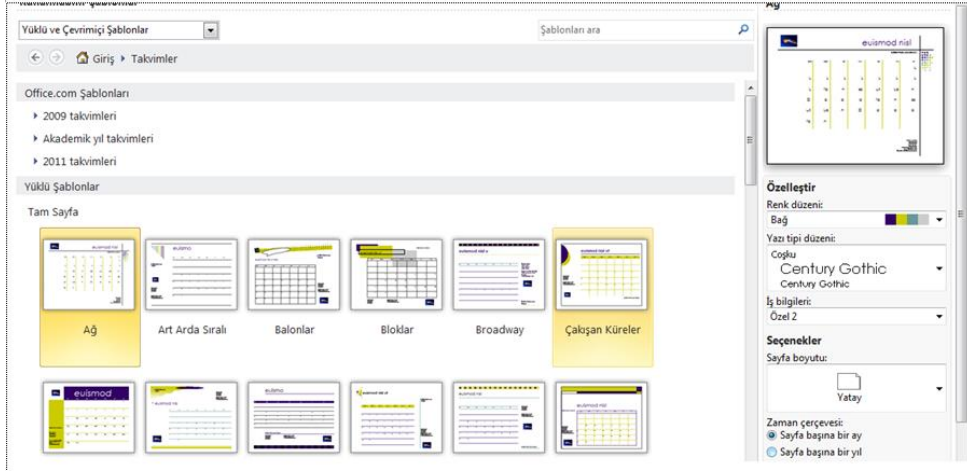 Ağ
Yüklü ve Çevrimiçi Şablonlar
Şablonları ara
Giriş
Takvimler
Office.com Şablonları
2009 takvimleri
Akademik yıl takvimleri
2011 takvimleri
Yüklü Şablonlar
Tam Sayfa
Ağ
Art Arda Sıralı
Balonlar
Bloklar
Broadway
Çakışan Küreler
euismod
euismod nisl
Özelleştir
Renk düzeni:
Bağ
Yazı tipi düzeni:
Coşku
Century Gothic
Century Gothic
İş bilgileri:
Özel 2
Seçenekler
Sayfa boyutu:
Yatay
Zaman çerçevesi:
Sayfa başına bir ay
Sayfa başına bir yıl